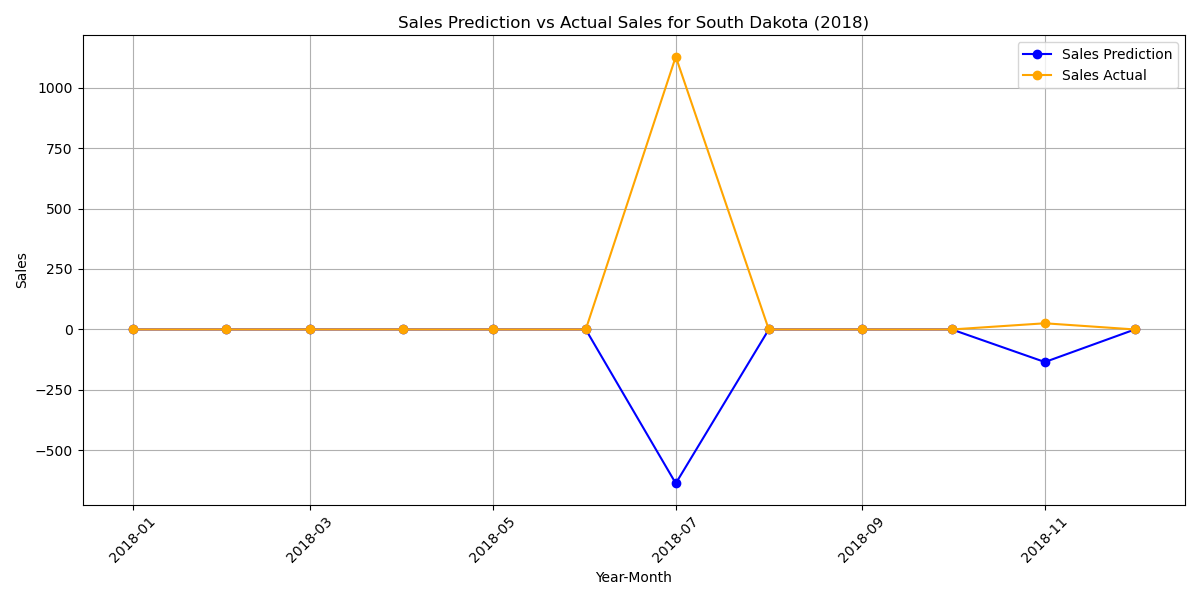 Sales Prediction vs Actual Sales for South Dakota (2018)
Sales Prediction
Sales Actual
1000
750
500
250
0
−250
−500
Sales
2018-01
2018-03
2018-05
2018-07
2018-09
2018-11
Year-Month